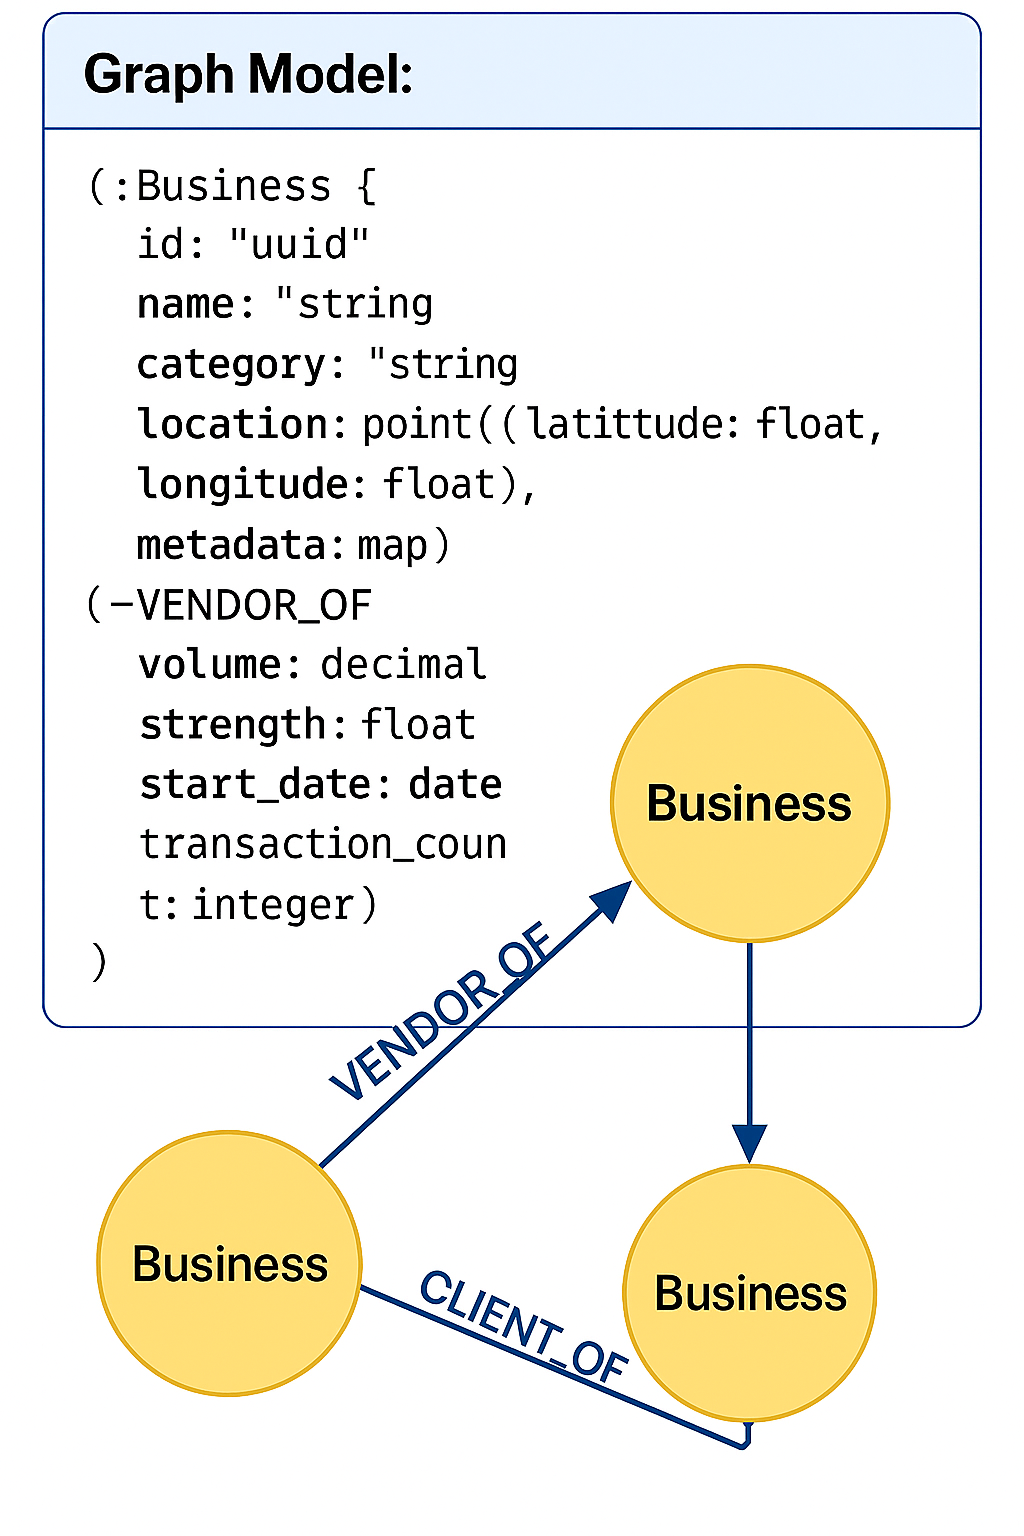 Graph Model:
(:Business {
id: "uuid"
name: "string
category: "string
location: point((latittude: float,
longitude: float),
metadata: map)
(–VENDOR_OF
volume: decimal
strength: float
start_date: date
transaction_coun
t: integer)
)
Business
VENDOR_OF
Business
Business
CLIENT_OF